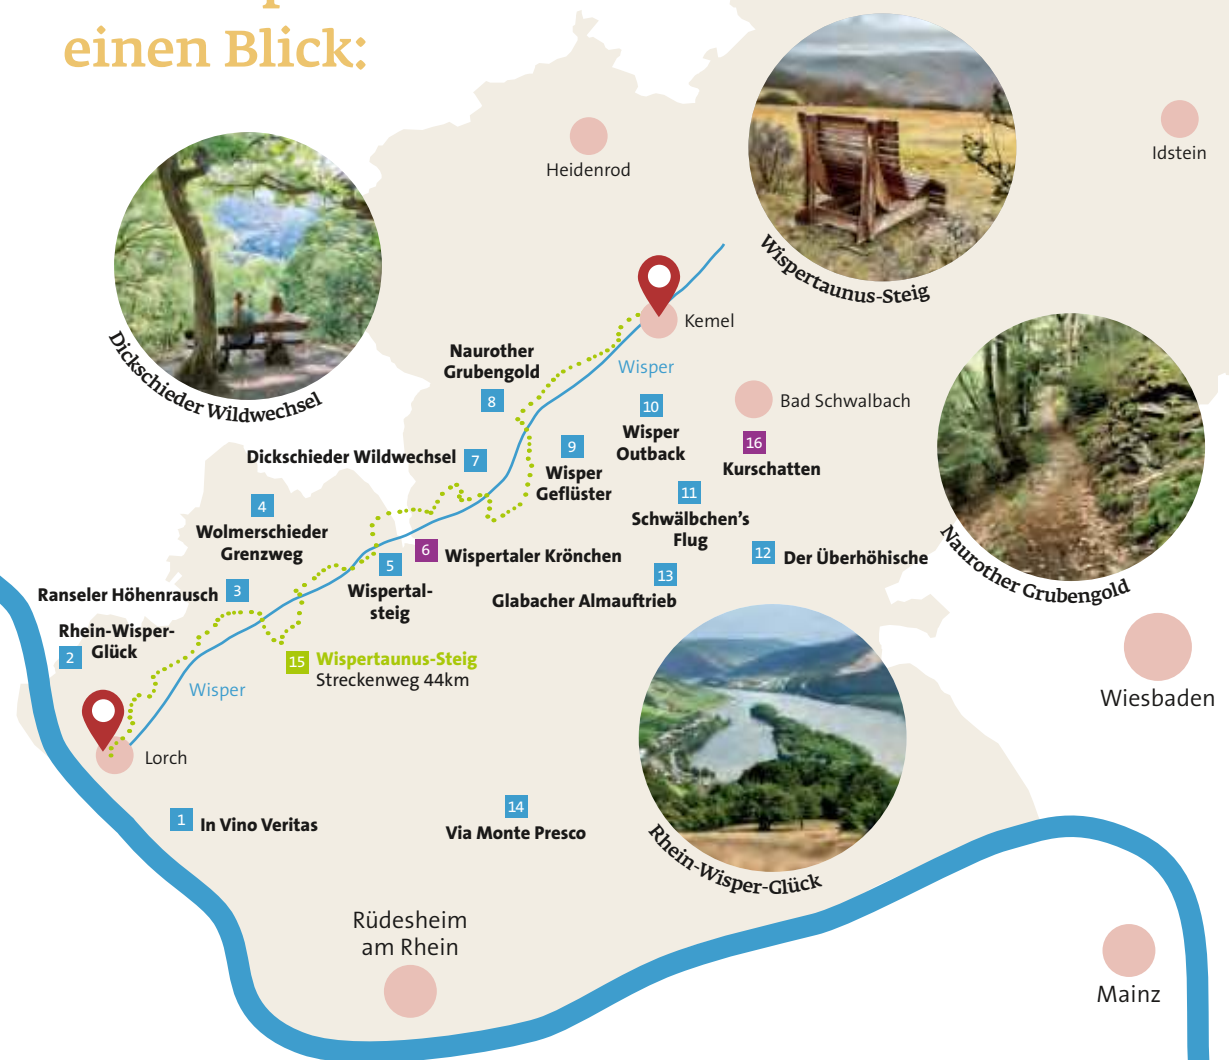 einen Blick:
Heidenrod
Idstein
Wispertaunus-Steig
Dickschieder Wildwechsel
Kemel
Naurother
Grubengold
8
Wisper
10
Wisper
Outback
Bad Schwalbach
16
Kurschatten
Dickschieder Wildwechsel
7
9
Wisper
Geflüster
4
Wolmerschieder
Grenzweg
11
Schwälbchen's
Flug
Naurother Grubengold
12 Der Überhöhische
6 Wispertaler Krönchen
5
Wispertal-
steig
13
Glabacher Almauftrieb
Ranseler Höhenrausch 3
Rhein-Wisper-
2 Glück
15 Wispertaunus-Steig
Streckenweg 44km
Wisper
Wiesbaden
Lorch
1 In Vino Veritas
14
Via Monte Presco
Rhein-Wisper-Glück
Rüdesheim
am Rhein
Mainz